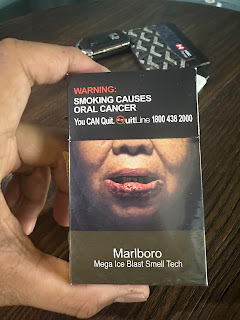 WARNING:
SMOKING CAUSES
ORAL CANCER
You CAN Quit. QuitLine 1800 438 2000
Marlboro
Mega Ice Blast Smell Tech